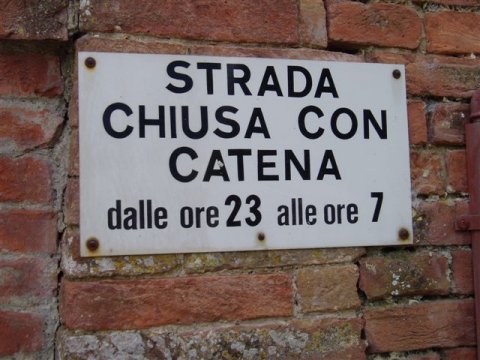 STRADA
CHIUSA CON
CATENA
dalle ore 23 alle ore 7